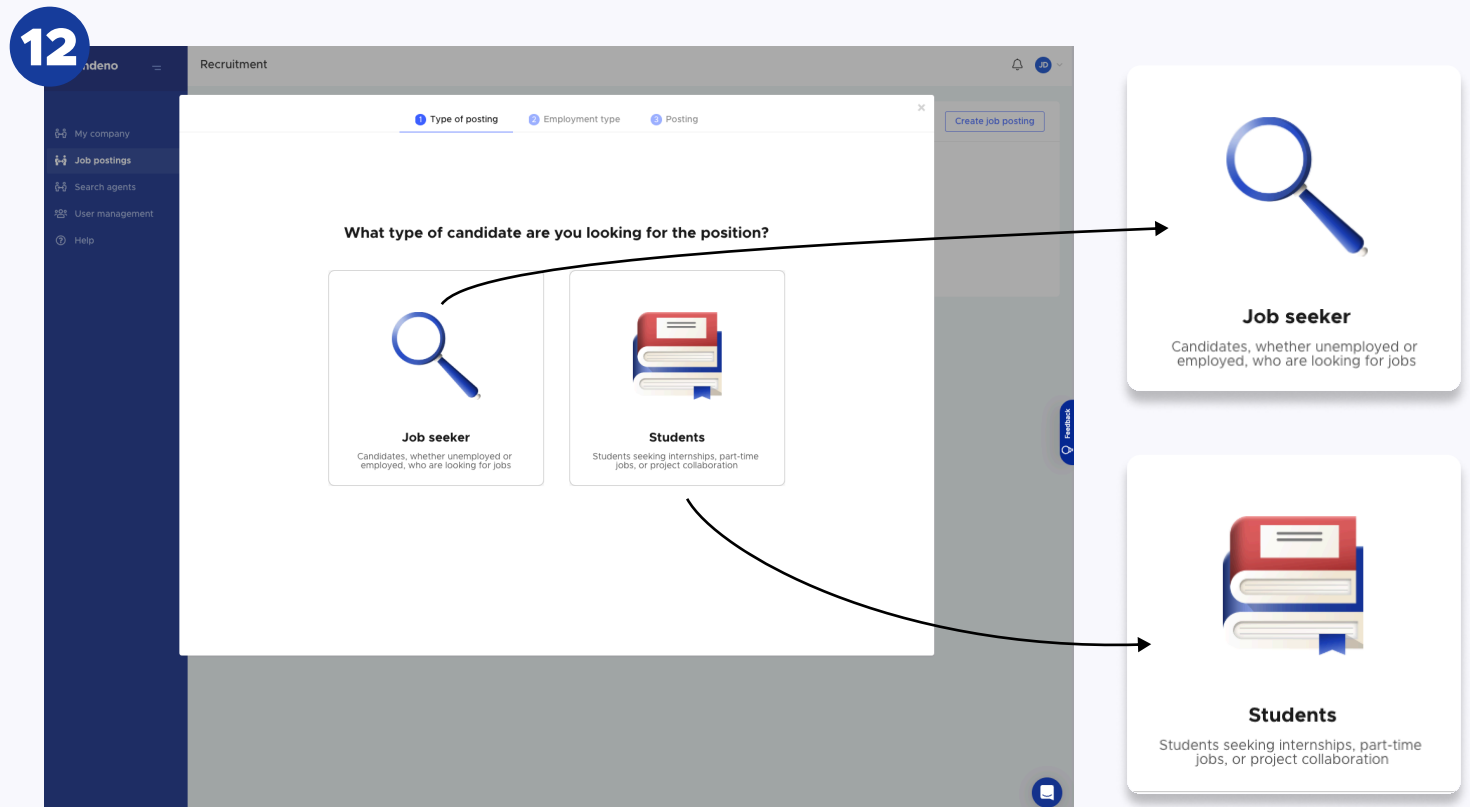 12
ndeno
Recruitment
JD
My company
Job postings
Search agents
User management
Help
1 Type of posting
2 Employment type
3 Posting
×
Create job posting
What type of candidate are you looking for the position?
Job seeker
Candidates, whether unemployed or
employed, who are looking for jobs
Students
Students seeking internships, part-time
jobs, or project collaboration
Feedback
Job seeker
Candidates, whether unemployed or
employed, who are looking for jobs
Students
Students seeking internships, part-time
jobs, or project collaboration